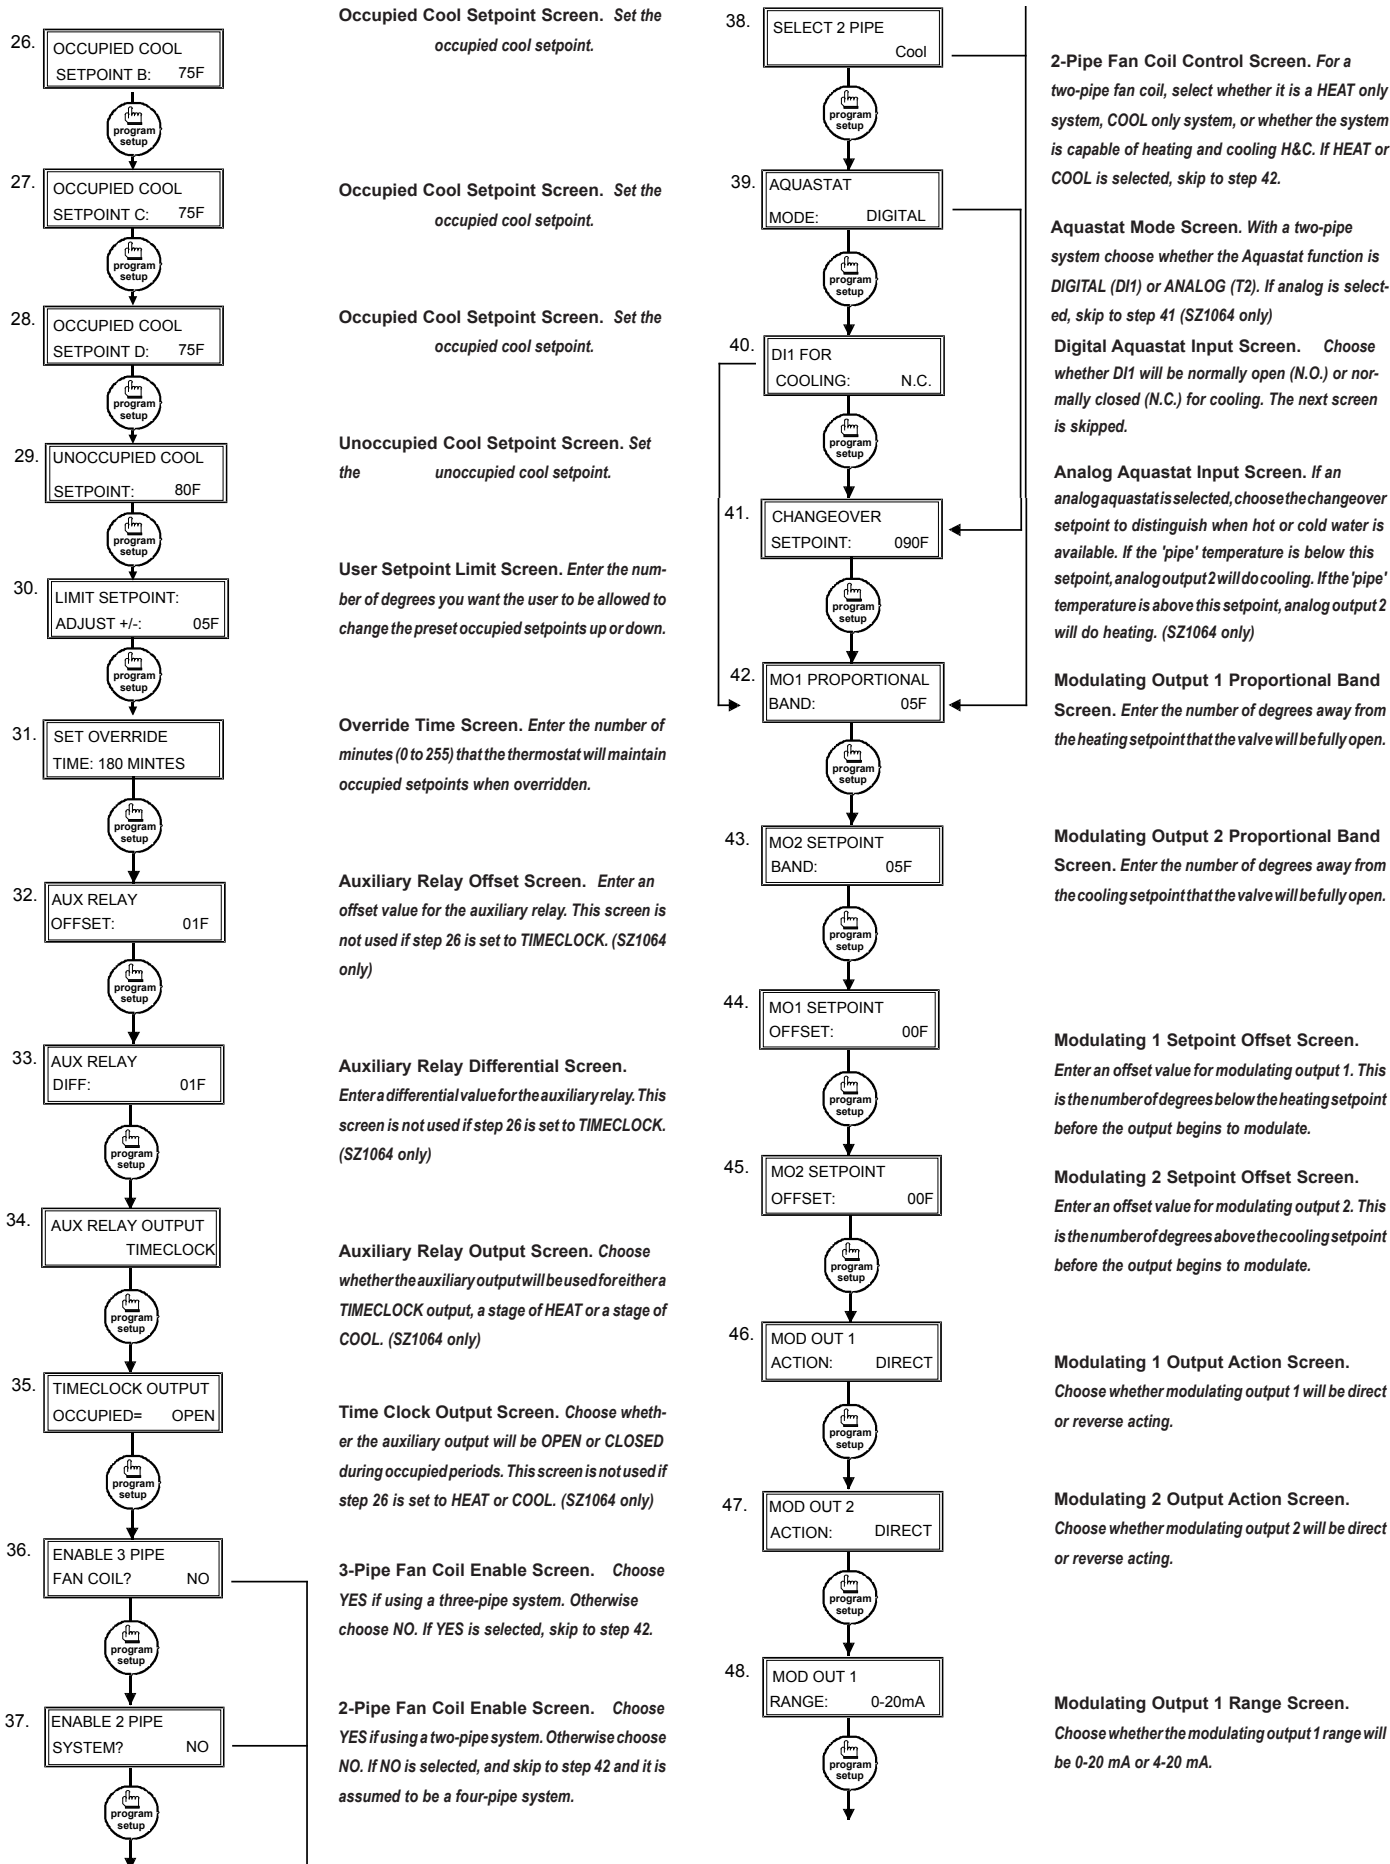 Occupied Cool Setpoint Screen. Set the
occupied cool setpoint.
26.
OCCUPIED COOL
SETPOINT B: 75F
program
setup
27.
OCCUPIED COOL
SETPOINT C: 75F
Occupied Cool Setpoint Screen. Set the
occupied cool setpoint.
program
setup
28.
OCCUPIED COOL
SETPOINT D: 75F
Occupied Cool Setpoint Screen. Set the
occupied cool setpoint.
program
setup
29.
UNOCCUPIED COOL
SETPOINT: 80F
Unoccupied Cool Setpoint Screen. Set
the unoccupied cool setpoint.
program
setup
30.
LIMIT SETPOINT:
ADJUST +/-: 05F
User Setpoint Limit Screen. Enter the num-
ber of degrees you want the user to be allowed to
change the preset occupied setpoints up or down.
program
setup
31.
SET OVERRIDE
TIME: 180 MINTES
Override Time Screen. Enter the number of
minutes (0 to 255) that the thermostat will maintain
occupied setpoints when overridden.
program
setup
32.
AUX RELAY
OFFSET: 01F
Auxiliary Relay Offset Screen. Enter an
offset value for the auxiliary relay. This screen is
not used if step 26 is set to TIMECLOCK. (SZ1064
only)
program
setup
33.
AUX RELAY
DIFF: 01F
Auxiliary Relay Differential Screen.
Enter a differential value for the auxiliary relay. This
screen is not used if step 26 is set to TIMECLOCK.
(SZ1064 only)
program
setup
34.
AUX RELAY OUTPUT
TIMECLOCK
Auxiliary Relay Output Screen. Choose
whether the auxiliary output will be used for either a
TIMECLOCK output, a stage of HEAT or a stage of
COOL. (SZ1064 only)
program
setup
35.
TIMECLOCK OUTPUT
OCCUPIED= OPEN
Time Clock Output Screen. Choose wheth-
er the auxiliary output will be OPEN or CLOSED
during occupied periods. This screen is not used if
step 26 is set to HEAT or COOL. (SZ1064 only)
program
setup
36.
ENABLE 3 PIPE
FAN COIL? NO
3-Pipe Fan Coil Enable Screen. Choose
YES if using a three-pipe system. Otherwise
choose NO. If YES is selected, skip to step 42.
program
setup
37.
ENABLE 2 PIPE
SYSTEM? NO
2-Pipe Fan Coil Enable Screen. Choose
YES if using a two-pipe system. Otherwise choose
NO. If NO is selected, and skip to step 42 and it is
assumed to be a four-pipe system.
program
setup
38.
SELECT 2 PIPE
Cool
2-Pipe Fan Coil Control Screen. For a
two-pipe fan coil, select whether it is a HEAT only
system, COOL only system, or whether the system
is capable of heating and cooling H&C. If HEAT or
COOL is selected, skip to step 42.
program
setup
39.
AQUASTAT
MODE: DIGITAL
Aquastat Mode Screen. With a two-pipe
system choose whether the Aquastat function is
DIGITAL (DI1) or ANALOG (T2). If analog is select-
ed, skip to step 41 (SZ1064 only)
program
setup
40.
DI1 FOR
COOLING: N.C.
Digital Aquastat Input Screen. Choose
whether DI1 will be normally open (N.O.) or nor-
mally closed (N.C.) for cooling. The next screen
is skipped.
program
setup
41.
CHANGEOVER
SETPOINT: 090F
Analog Aquastat Input Screen. If an
analog aquastat is selected, choose the changeover
setpoint to distinguish when hot or cold water is
available. If the 'pipe' temperature is below this
setpoint, analog output 2 will do cooling. If the 'pipe'
temperature is above this setpoint, analog output 2
will do heating. (SZ1064 only)
program
setup
42.
MO1 PROPORTIONAL
BAND: 05F
Modulating Output 1 Proportional Band
Screen. Enter the number of degrees away from
the heating setpoint that the valve will be fully open.
program
setup
43.
MO2 SETPOINT
BAND: 05F
Modulating Output 2 Proportional Band
Screen. Enter the number of degrees away from
the cooling setpoint that the valve will be fully open.
program
setup
44.
MO1 SETPOINT
OFFSET: 00F
Modulating 1 Setpoint Offset Screen.
Enter an offset value for modulating output 1. This
is the number of degrees below the heating setpoint
before the output begins to modulate.
program
setup
45.
MO2 SETPOINT
OFFSET: 00F
Modulating 2 Setpoint Offset Screen.
Enter an offset value for modulating output 2. This
is the number of degrees above the cooling setpoint
before the output begins to modulate.
program
setup
46.
MOD OUT 1
ACTION: DIRECT
Modulating 1 Output Action Screen.
Choose whether modulating output 1 will be direct
or reverse acting.
program
setup
47.
MOD OUT 2
ACTION: DIRECT
Modulating 2 Output Action Screen.
Choose whether modulating output 2 will be direct
or reverse acting.
program
setup
48.
MOD OUT 1
RANGE: 0-20mA
Modulating Output 1 Range Screen.
Choose whether the modulating output 1 range will
be 0-20 mA or 4-20 mA.
program
setup